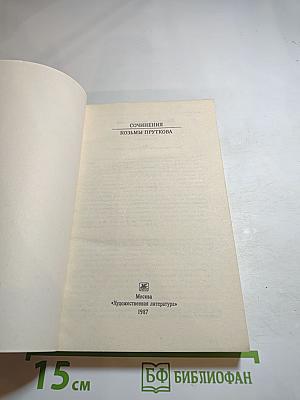 СОЧИНЕНИЯ
КОЗЬМЫ ПРУТКОВА
Москва
«Художественная литература»
1987
15 см
БФ БИБЛИОФАН